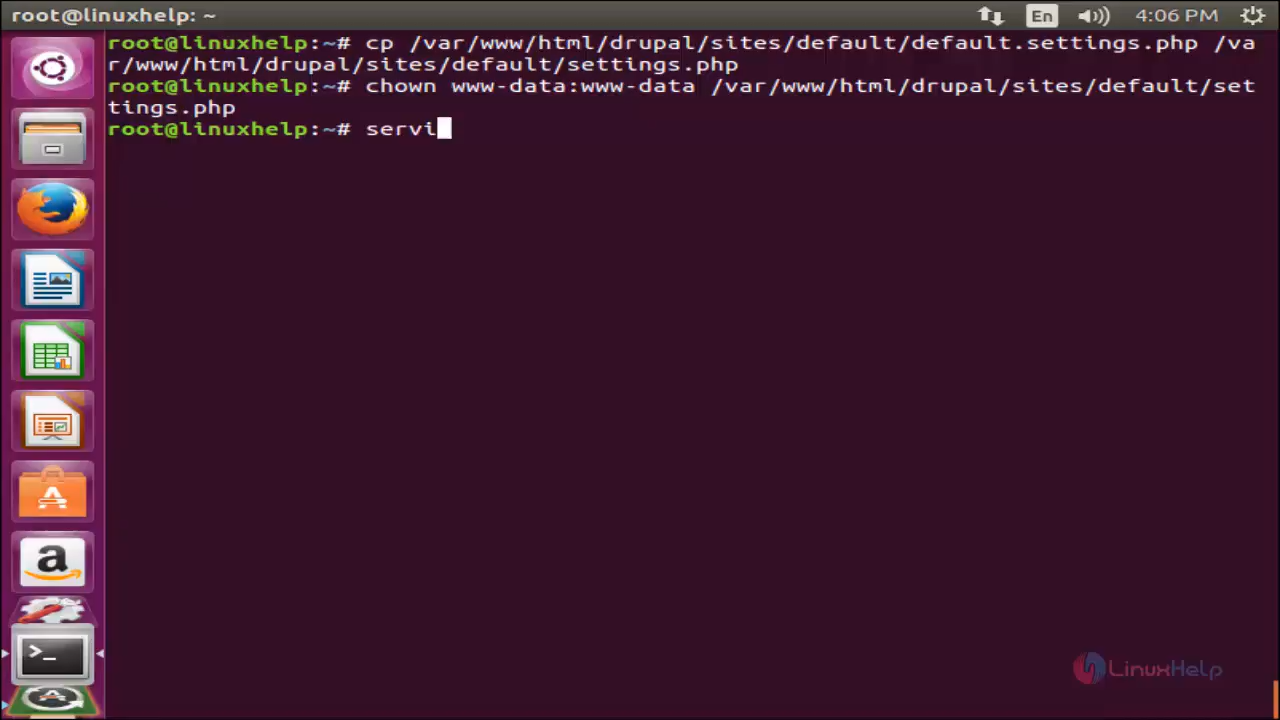 root@linuxhelp: ~
En
4:06 PM
root@linuxhelp:~# cp /var/www/html/drupal/sites/default/default.settings.php /va
r/www/html/drupal/sites/default/settings.php
root@linuxhelp:~# chown www-data:www-data /var/www/html/drupal/sites/default/set
tings.php
root@linuxhelp:~# servi
LinuxHelp